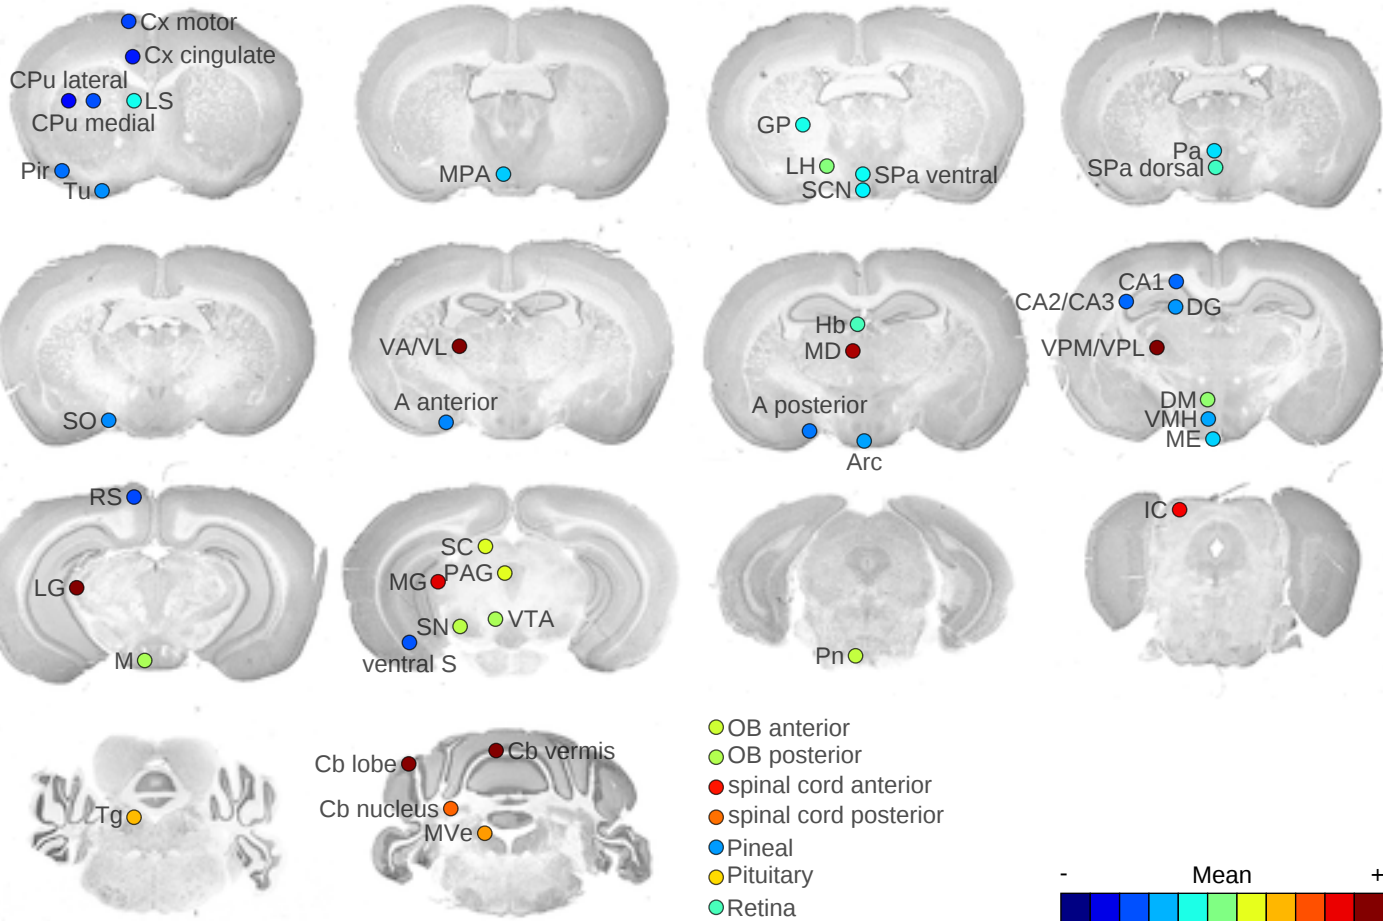 Cx motor
Cx cingulate
CPu lateral
LS
CPu medial
Pir
Tu
MPA
GP
LH
SPa ventral
SCN
Pa
SPa dorsal
SO
VA/VL
A anterior
Hb
MD
A posterior
Arc
CA1
CA2/CA3
DG
VPM/VPL
DM
VMH
ME
RS
LG
M
SC
MG
PAG
SN
VTA
ventral S
Pn
IC
Tg
Cb lobe
Cb vermis
Cb nucleus
MVe
OB anterior
OB posterior
spinal cord anterior
spinal cord posterior
Pineal
Pituitary
Retina
- Mean +